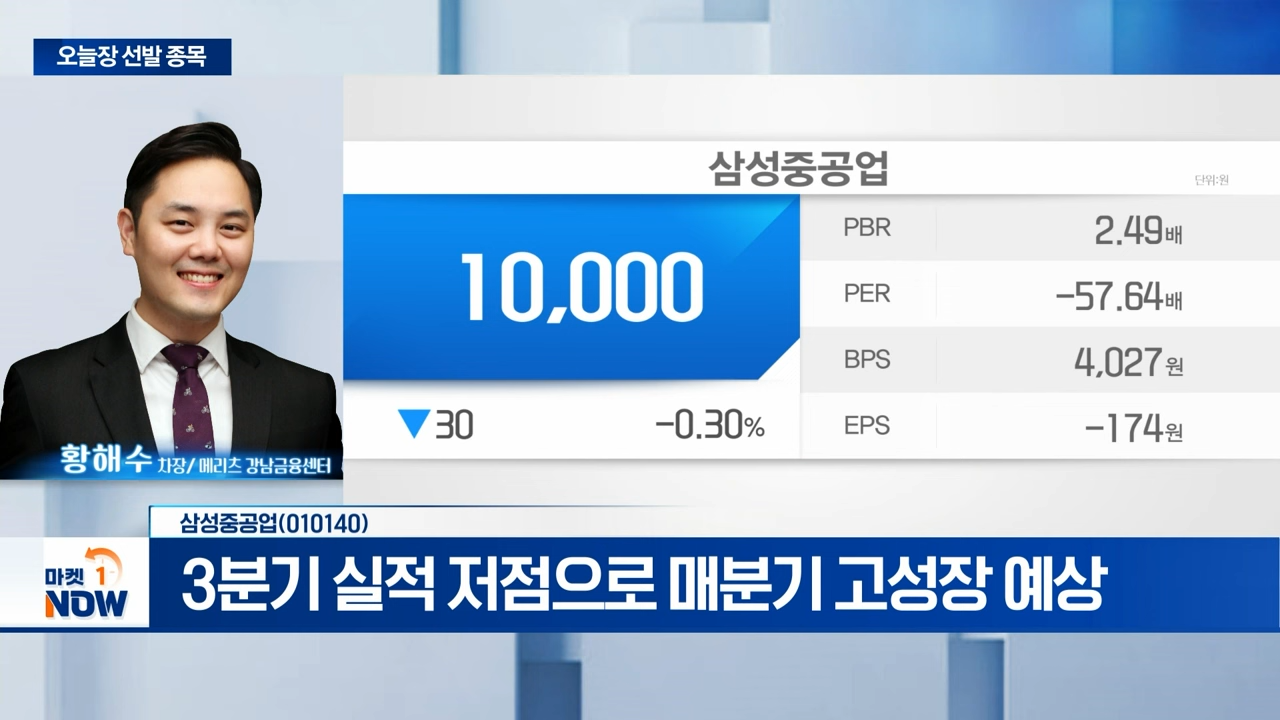 오늘장 선발 종목
삼성중공업
단위:원
10,000
▼30 -0.30%
PBR 2.49배
PER -57.64배
BPS 4,027원
EPS -174원
황해수 차장/ 메리츠 강남금융센터
삼성중공업(010140)
마켓 1
NOW
3분기 실적 저점으로 매분기 고성장 예상